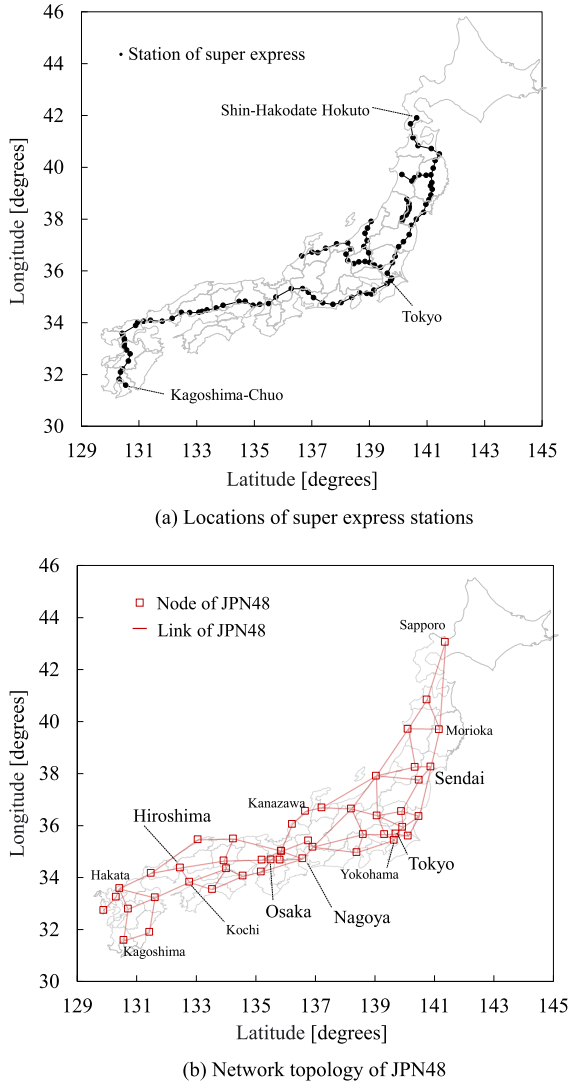 46
44
42
40
38
36
34
32
30
Longitude [degrees]
· Station of super express
Shin-Hakodate Hokuto
Tokyo
Kagoshima-Chuo
129 131 133 135 137 139 141 143 145
Latitude [degrees]
(a) Locations of super express stations
46
44
42
40
38
36
34
32
30
Longitude [degrees]
Node of JPN48
Link of JPN48
Sapporo
Morioka
Sendai
Kanazawa
Hiroshima
Hakata
Tokyo
Yokohama
Osaka
Nagoya
Kochi
Kagoshima
129 131 133 135 137 139 141 143 145
Latitude [degrees]
(b) Network topology of JPN48